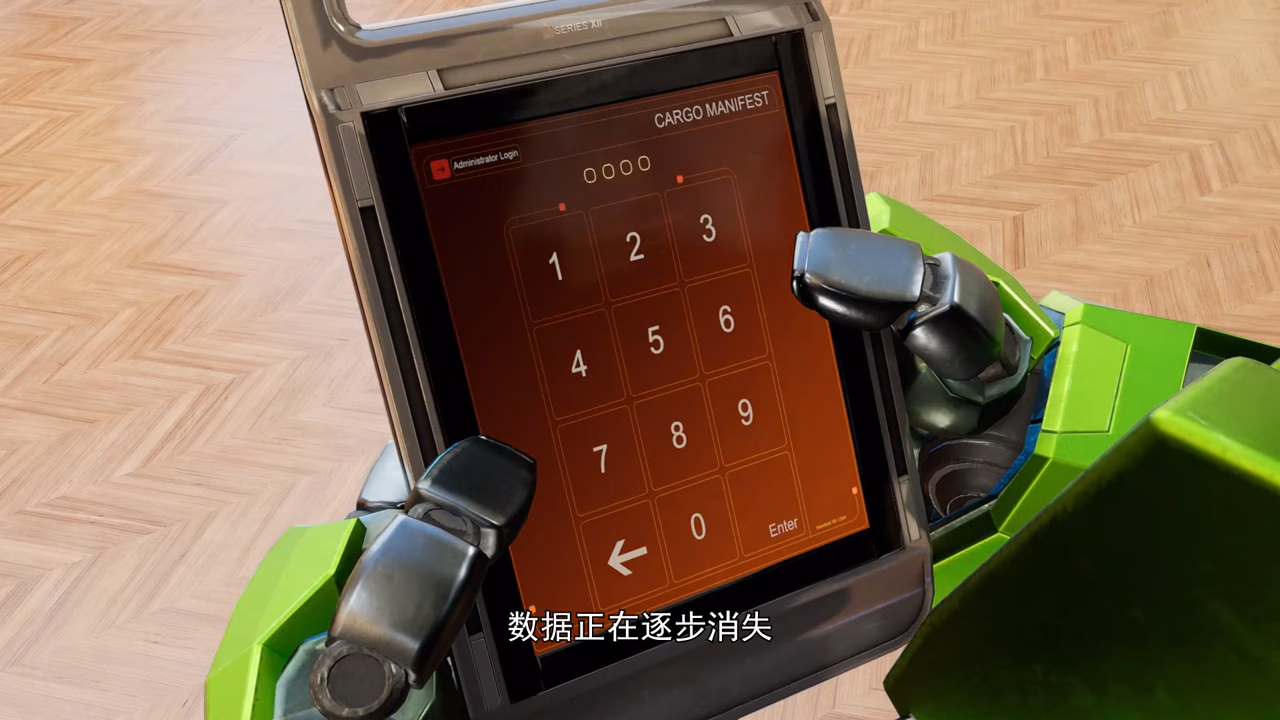 SERIES XII
CARGO MANIFEST
Administrator Login
0000
1 2 3
4 5 6
7 8 9
0 Enter
数据正在逐步消失